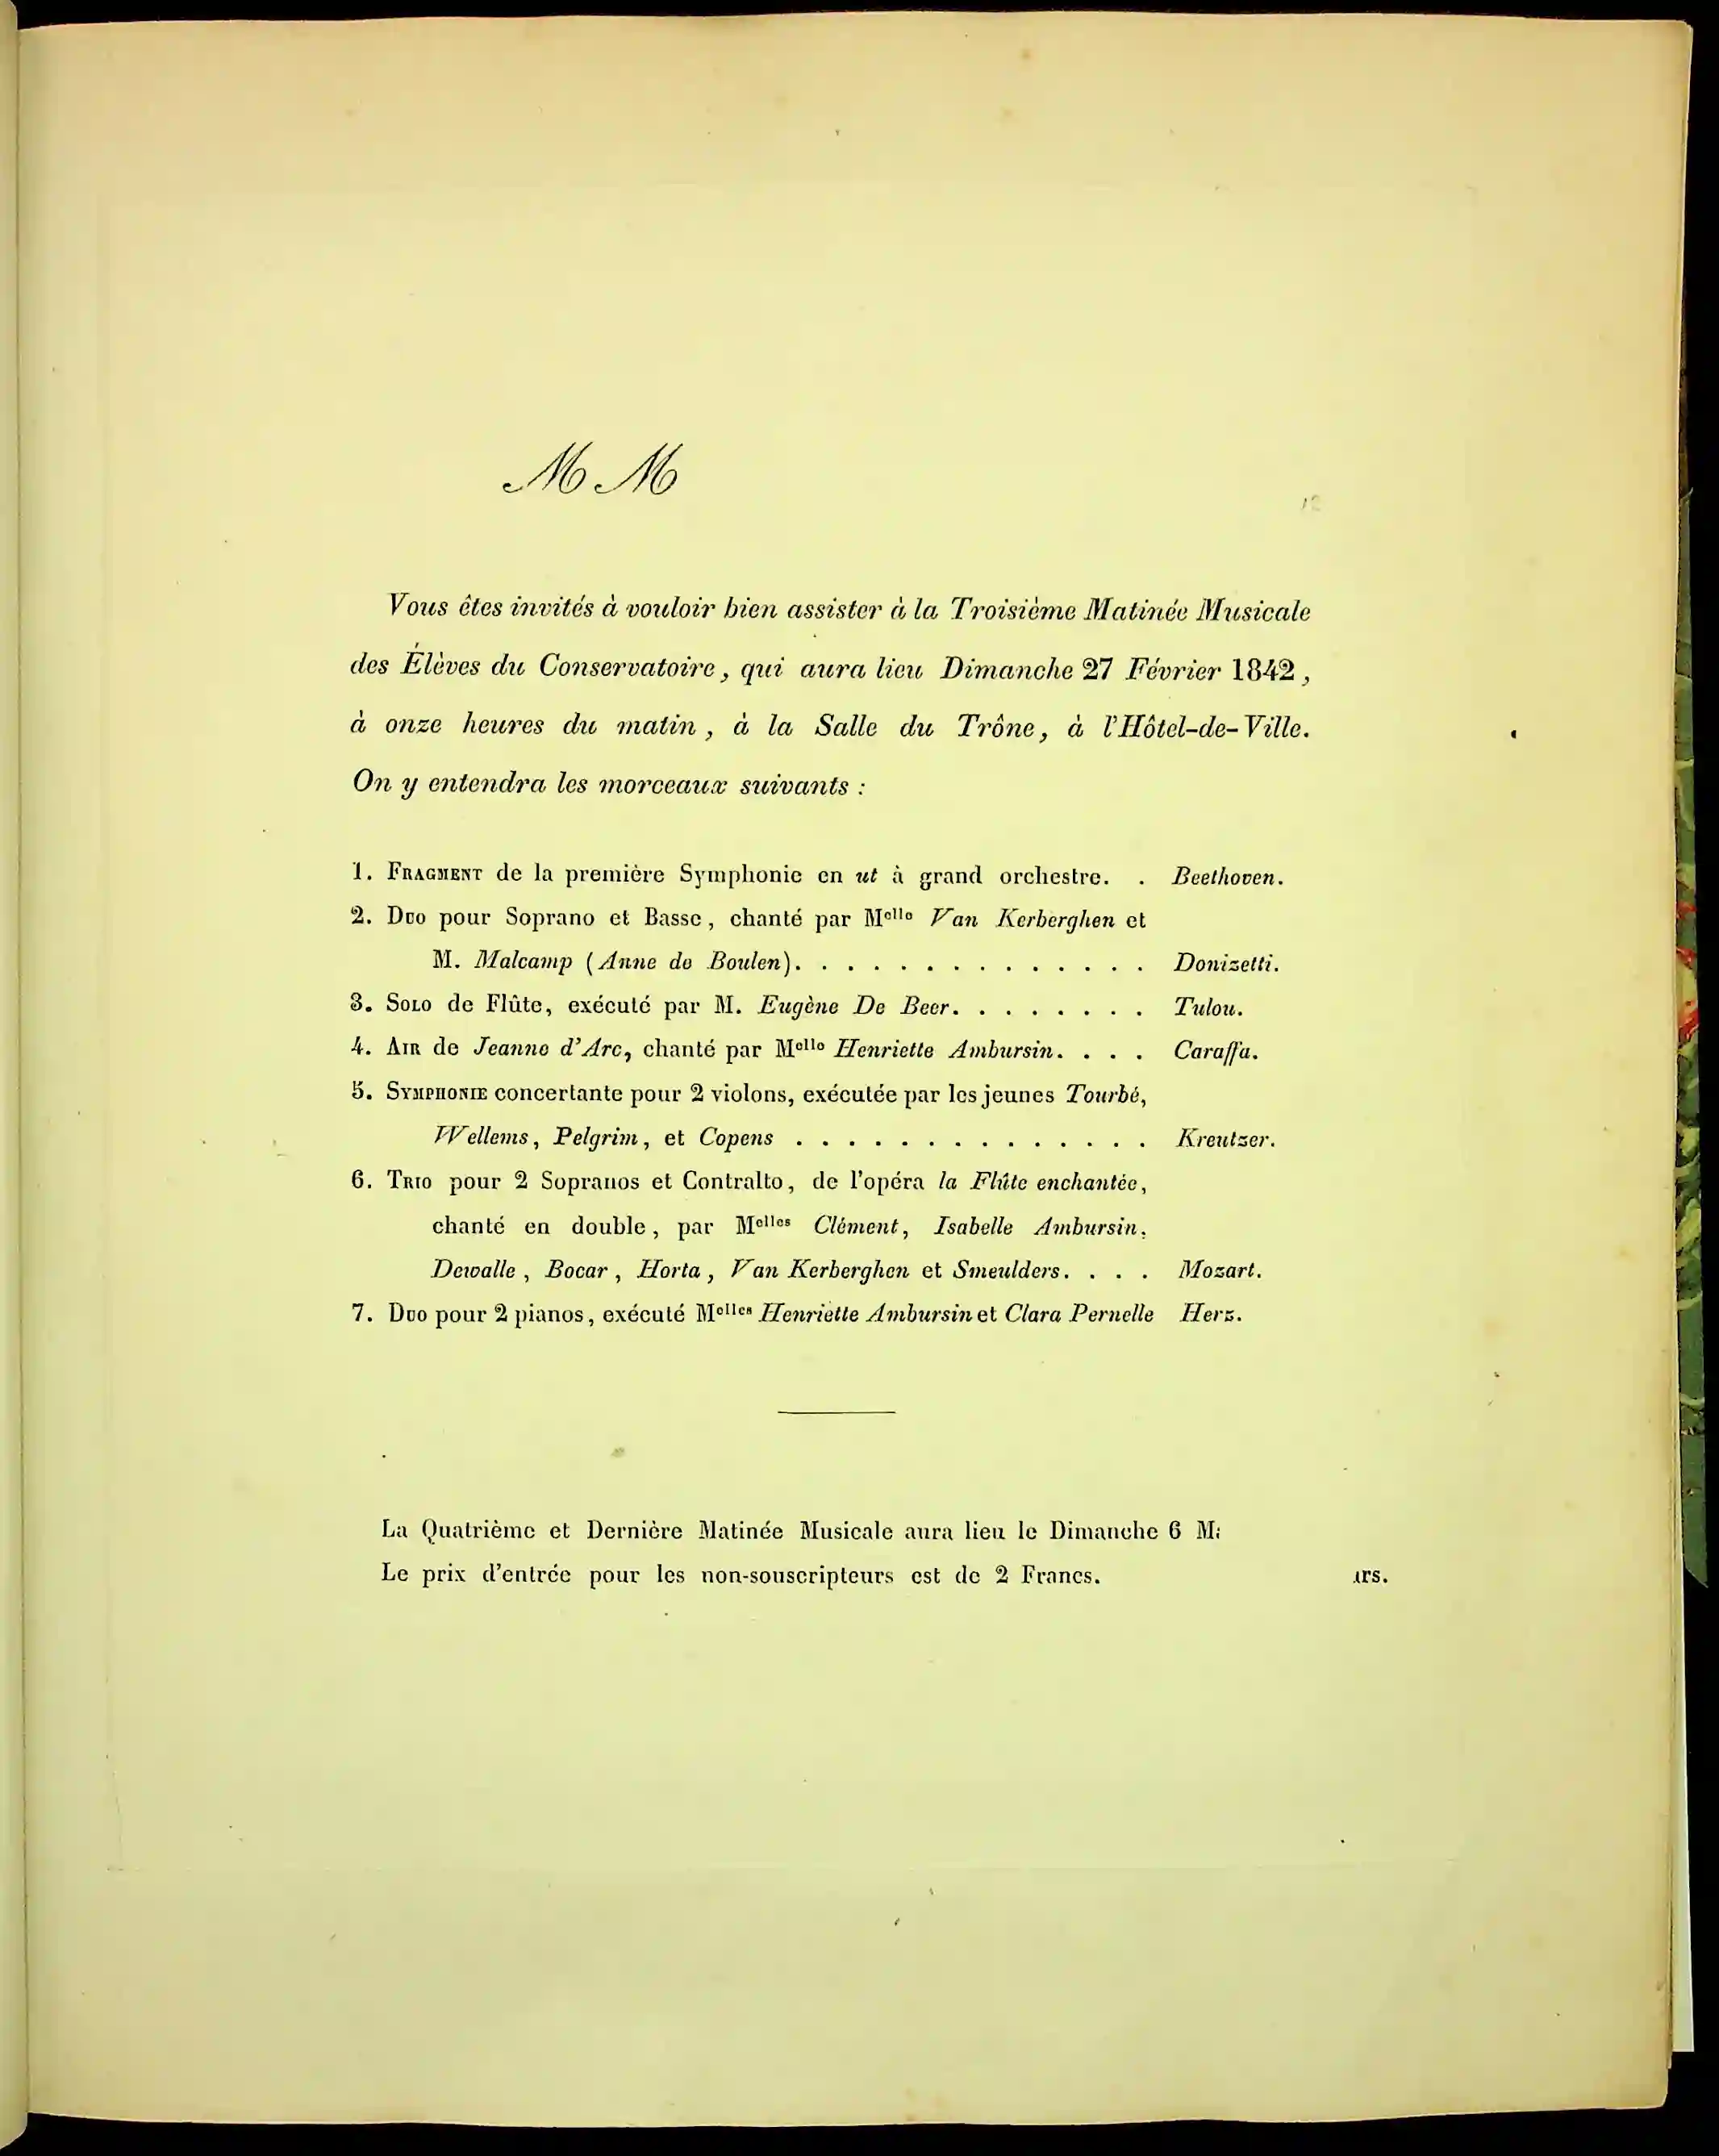 M M
12
Vous êtes invités à vouloir bien assister à la Troisième Matinée Musicale
des Élèves du Conservatoire, qui aura lieu Dimanche 27 Février 1842,
à onze heures du matin, à la Salle du Trône, à l'Hôtel-de-Ville.
On y entendra les morceaux suivants :
1. FRAGMENT de la première Symphonie en ut à grand orchestre. . Beethoven.
2. DUO pour Soprano et Basse, chanté par Melle Van Kerberghen et
M. Malcamp (Anne de Boulen). . . . . . . . . . . . . . Donizetti.
3. SOLO de Flûte, exécuté par M. Eugène De Beer. . . . . . . . Tulou.
4. AIR de Jeanne d'Arc, chanté par Melle Henriette Ambursin. . . . Caraffa.
5. SYMPHONIE concertante pour 2 violons, exécutée par les jeunes Tourbé,
Wellems, Pelgrim, et Copens . . . . . . . . . . . . . . Kreutzer.
6. TRIO pour 2 Sopranos et Contralto, de l'opéra la Flûte enchantée,
chanté en double, par Melles Clément, Isabelle Ambursin,
Dewalle, Bocar, Horta, Van Kerberghen et Smeulders. . . . Mozart.
7. DUO pour 2 pianos, exécuté Melles Henriette Ambursin et Clara Pernelle Herz.
La Quatrième et Dernière Matinée Musicale aura lieu le Dimanche 6 Ma
Le prix d'entrée pour les non-souscripteurs est de 2 Francs. ars.